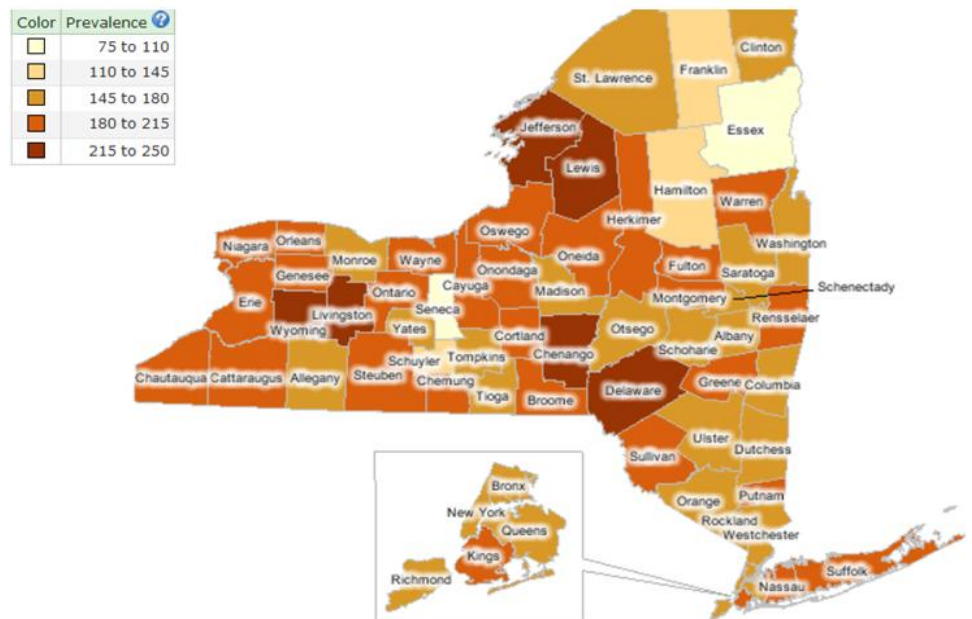 Color Prevalence ?
75 to 110
110 to 145
145 to 180
180 to 215
215 to 250
Clinton
Franklin
St. Lawrence
Essex
Jefferson
Lewis
Hamilton
Warren
Herkimer
Oswego
Washington
Niagara
Orleans
Oneida
Monroe
Wayne
Fulton
Onondaga
Saratoga
Genesee
Cayuga
Madison
Schenectady
Ontario
Montgomery
Erie
Seneca
Livingston
Rensselaer
Wyoming
Yates
Otsego
Cortland
Albany
Schoharie
Chenango
Schuyler
Tompkins
Steuben
Chautauqua
Cattaraugus
Allegany
Chemung
Greene
Columbia
Delaware
Tioga
Broome
Ulster
Dutchess
Sullivan
Bronx
Putnam
Orange
New York
Rockland
Queens
Westchester
Kings
Suffolk
Richmond
Nassau